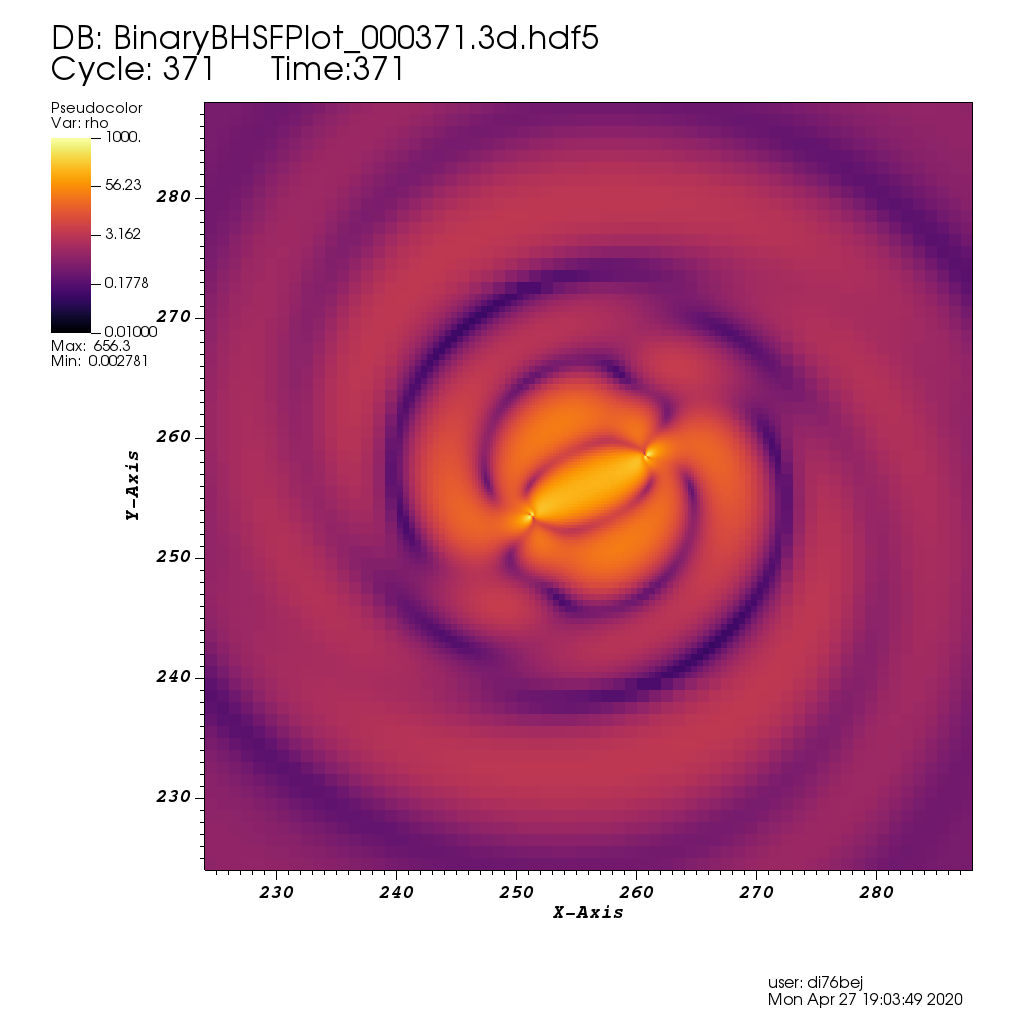 DB: BinaryBHSFPlot_000371.3d.hdf5
Cycle: 371 Time:371
Pseudocolor
Var: rho
1000.
56.23
3.162
0.1778
0.01000
Max: 656.3
Min: 0.002781
280
270
260
250
240
230
Y-Axis
230 240 250 260 270 280
X-Axis
user: di76bej
Mon Apr 27 19:03:49 2020